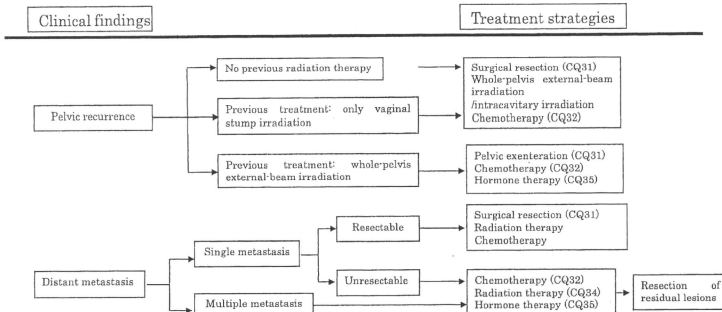 Clinical findings
Treatment strategies
No previous radiation therapy
Surgical resection (CQ31)
Whole-pelvis external-beam
irradiation
/intracavitary irradiation
Chemotherapy (CQ32)
Pelvic recurrence
Previous treatment: only vaginal
stump irradiation
Previous treatment: whole-pelvis
external-beam irradiation
Pelvic exenteration (CQ31)
Chemotherapy (CQ32)
Hormone therapy (CQ35)
Distant metastasis
Single metastasis
Resectable
Surgical resection (CQ31)
Radiation therapy
Chemotherapy
Unresectable
Multiple metastasis
Chemotherapy (CQ32)
Radiation therapy (CQ34)
Hormone therapy (CQ35)
Resection of
residual lesions